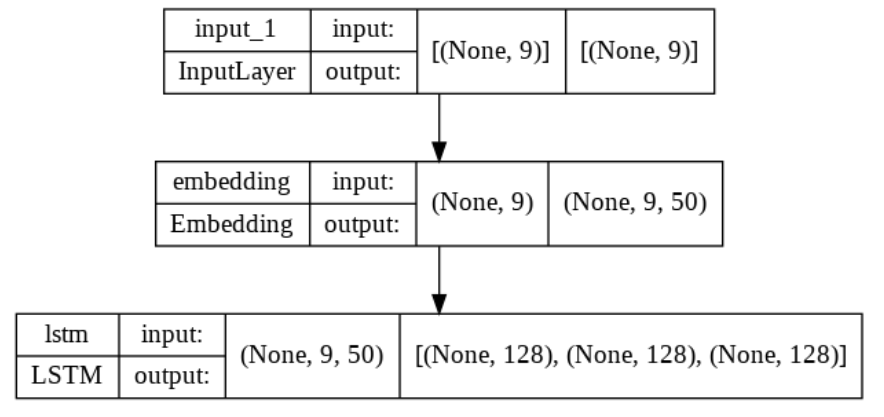 input_1 input: [(None, 9)] [(None, 9)]
InputLayer output:
embedding input: (None, 9) (None, 9, 50)
Embedding output:
lstm input: (None, 9, 50) [(None, 128), (None, 128), (None, 128)]
LSTM output: